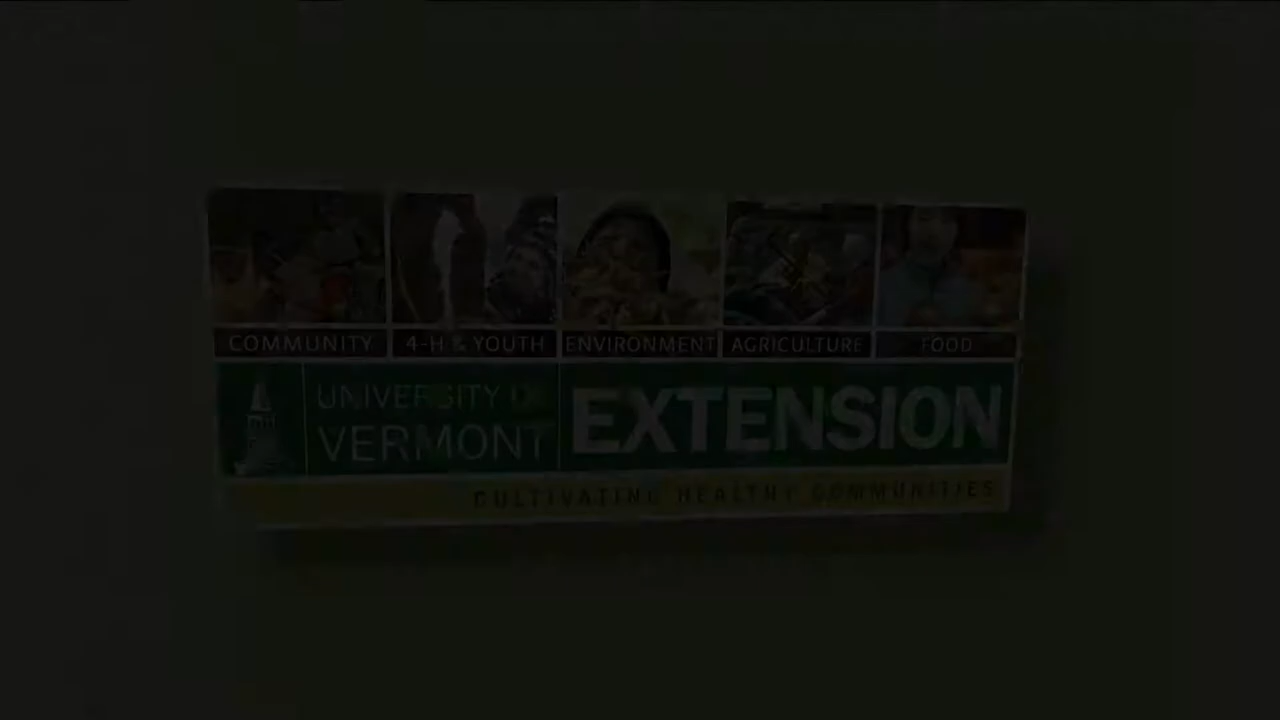 COMMUNITY 4-H & YOUTH ENVIRONMENT AGRICULTURE FOOD
UNIVERSITY OF
VERMONT
EXTENSION
CULTIVATING HEALTHY COMMUNITIES